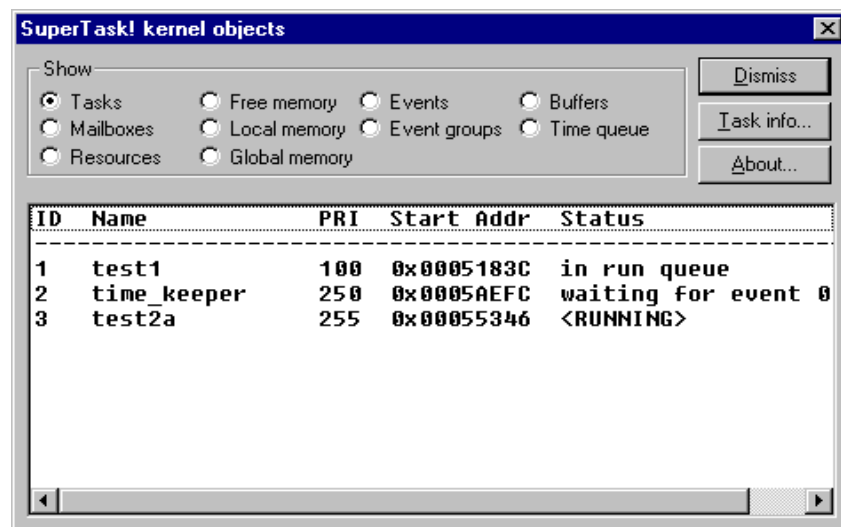 SuperTask! kernel objects
Show
Tasks Free memory Events Buffers
Mailboxes Local memory Event groups Time queue
Resources Global memory
Dismiss
Task info...
About...
ID Name PRI Start Addr Status
--------------------------------------------------------
1 test1 100 0x0005183C in run queue
2 time_keeper 250 0x0005AEFC waiting for event 0
3 test2a 255 0x00055346 <RUNNING>